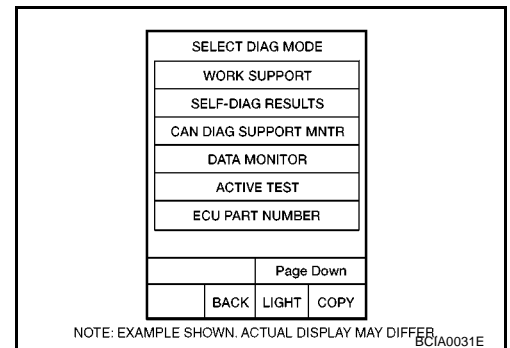 SELECT DIAG MODE
WORK SUPPORT
SELF-DIAG RESULTS
CAN DIAG SUPPORT MNTR
DATA MONITOR
ACTIVE TEST
ECU PART NUMBER
Page Down
BACK LIGHT COPY
NOTE: EXAMPLE SHOWN. ACTUAL DISPLAY MAY DIFFER.
BCIA0031E